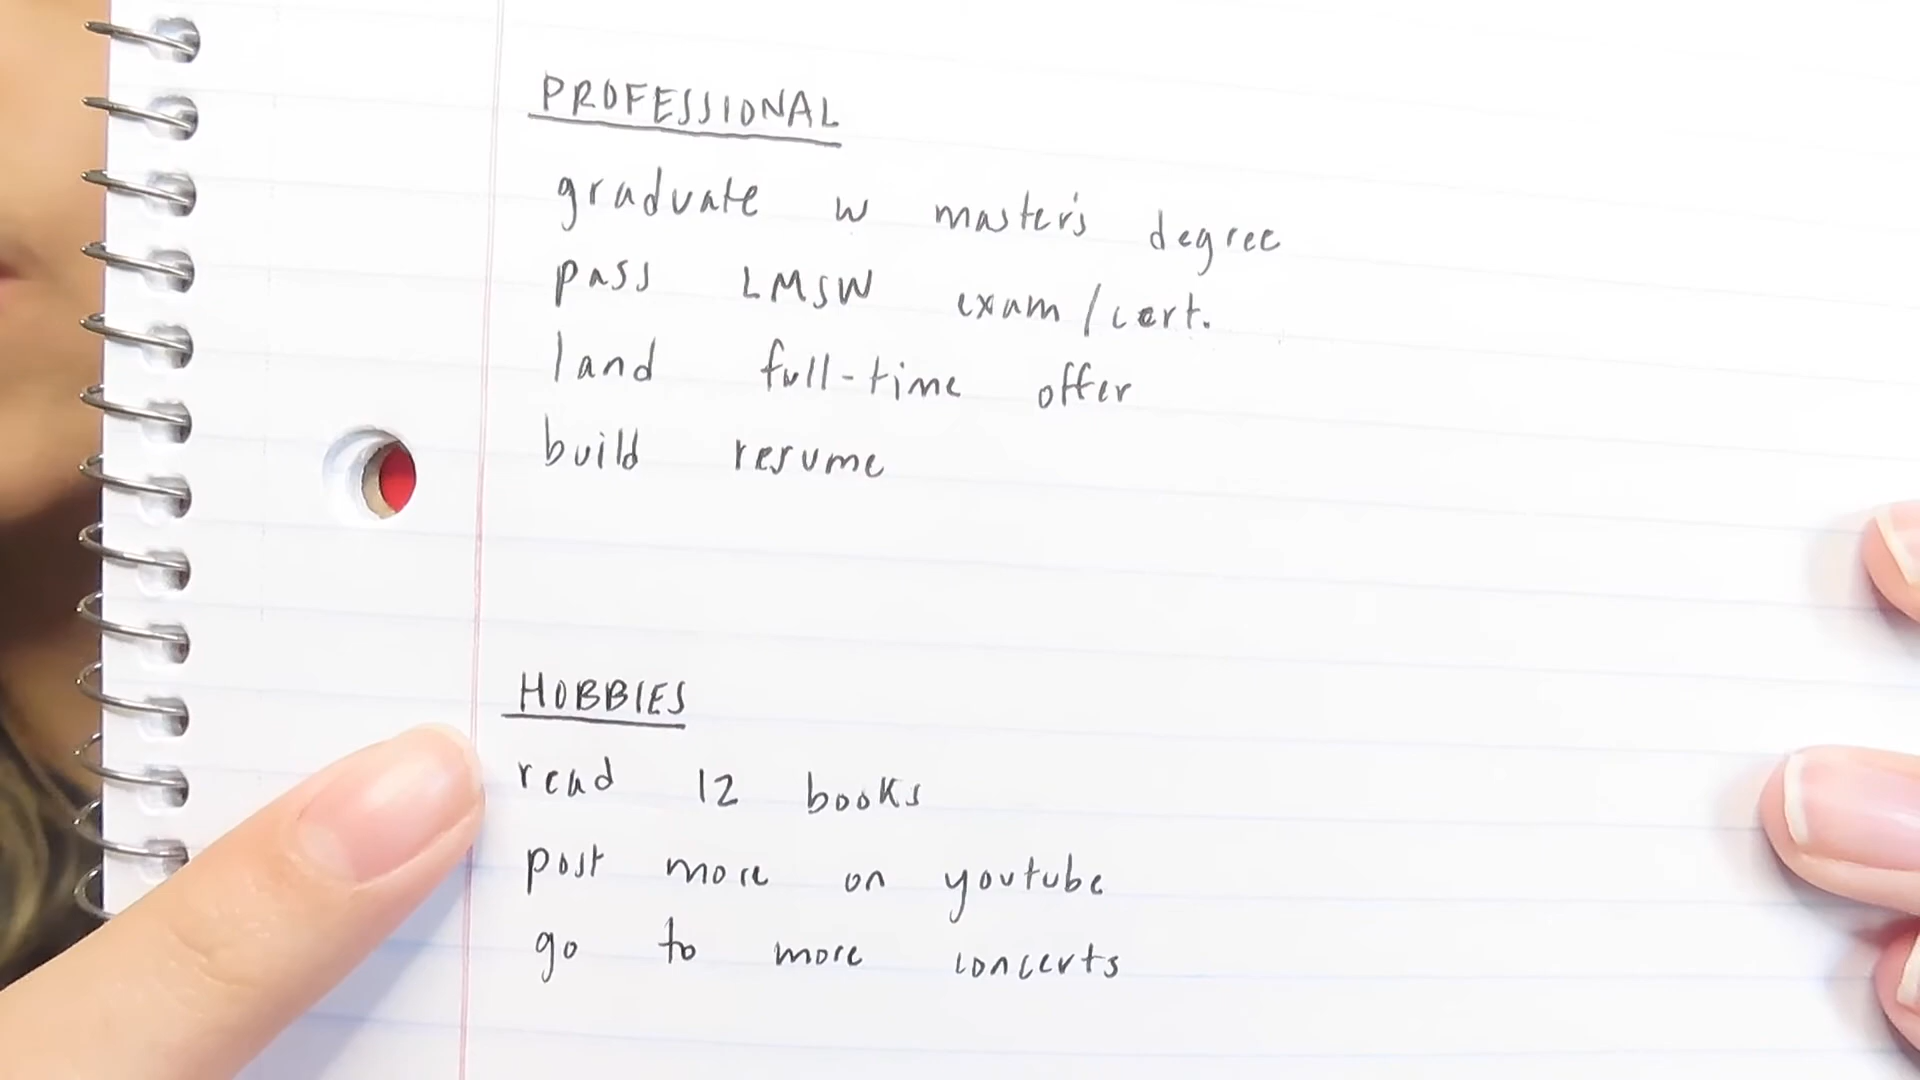 PROFESSIONAL
graduate w master's degree
pass LMSW exam/cert.
land full-time offer
build resume
HOBBIES
read 12 books
post more on youtube
go to more concerts